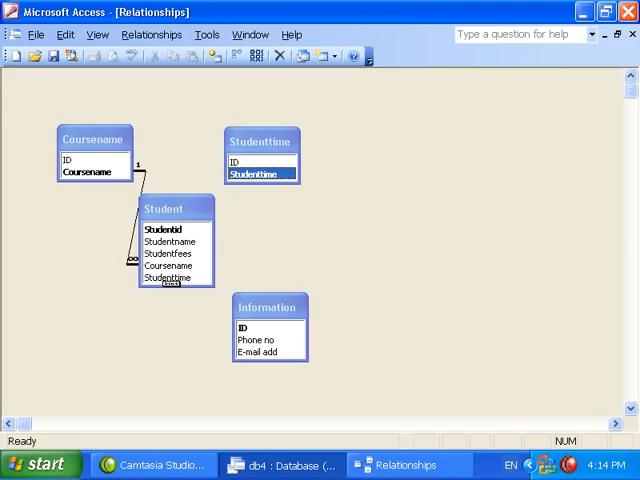 Microsoft Access - [Relationships]
File Edit View Relationships Tools Window Help
Type a question for help
Coursename
ID
Coursename
1
Studenttime
ID
Studenttime
Student
Studentid
Studentname
Studentfees
Coursename
Studenttime
∞
Information
ID
Phone no
E-mail add
Ready
NUM
start
Camtasia Studio...
db4 : Database (...
Relationships
EN
4:14 PM